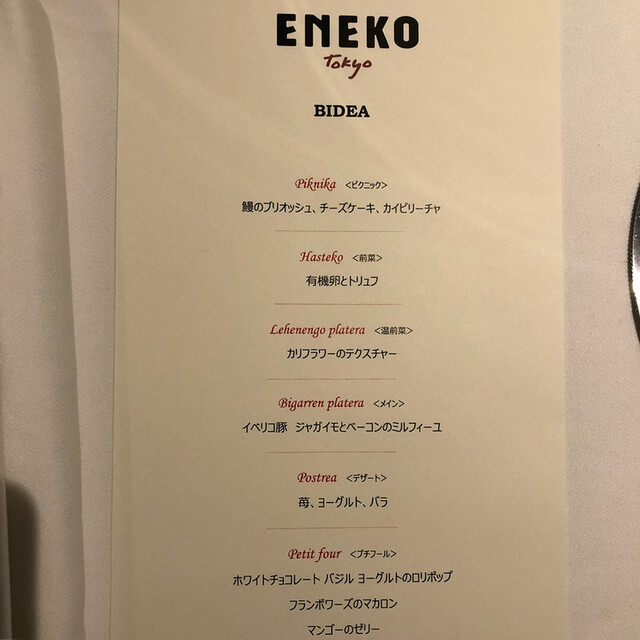 ENEKO
Tokyo
BIDEA
Piknika <ピクニック>
鰻のブリオッシュ、チーズケーキ、カイピリーチャ
Hasteko <前菜>
有機卵とトリュフ
Lehenengo platera <温前菜>
カリフラワーのテクスチャー
Bigarren platera <メイン>
イベリコ豚 ジャガイモとベーコンのミルフィーユ
Postrea <デザート>
苺、ヨーグルト、バラ
Petit four <プチフール>
ホワイトチョコレート バジル ヨーグルトのロリポップ
フランボワーズのマカロン
マンゴーのゼリー